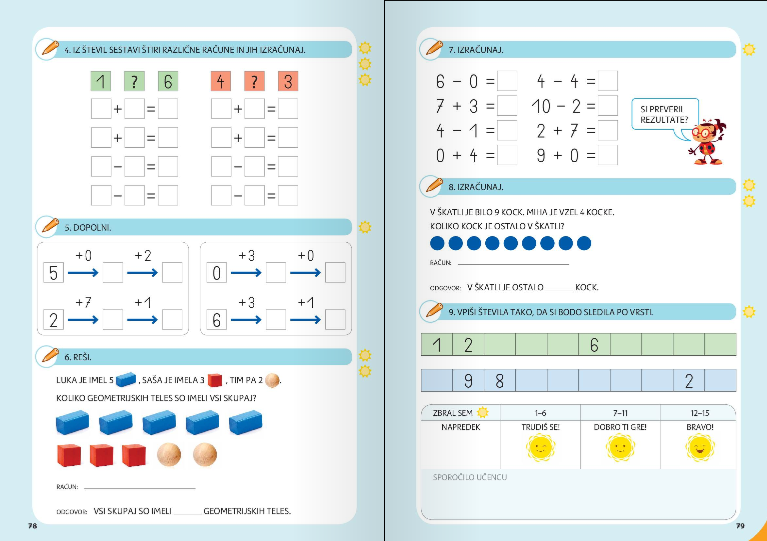 4. IZ ŠTEVIL SESTAVI ŠTIRI RAZLIČNE RAČUNE IN JIH IZRAČUNAJ.
1 ? 6 4 ? 3
+ = + =
+ = + =
− = − =
− = − =
5. DOPOLNI.
+0 +2 +3 +0
5 0
+7 +1 +3 +1
2 6
6. REŠI.
LUKA JE IMEL 5 , SAŠA JE IMELA 3 , TIM PA 2 .
KOLIKO GEOMETRIJSKIH TELES SO IMELI VSI SKUPAJ?
RAČUN:
ODGOVOR: VSI SKUPAJ SO IMELI ______ GEOMETRIJSKIH TELES.
78
7. IZRAČUNAJ.
6 − 0 = 4 − 4 =
7 + 3 = 10 − 2 =
4 − 1 = 2 + 7 =
0 + 4 = 9 + 0 =
SI PREVERIL
REZULTATE?
8. IZRAČUNAJ.
V ŠKATLI JE BILO 9 KOCK. MIHA JE VZEL 4 KOCKE.
KOLIKO KOCK JE OSTALO V ŠKATLI?
RAČUN:
ODGOVOR: V ŠKATLI JE OSTALO ______ KOCK.
9. VPIŠI ŠTEVILA TAKO, DA SI BODO SLEDILA PO VRSTI.
1 2 6
9 8 2
ZBRAL SEM 1–6 7–11 12–15
NAPREDEK TRUDIŠ SE! DOBRO TI GRE! BRAVO!
SPOROČILO UČENCU
79